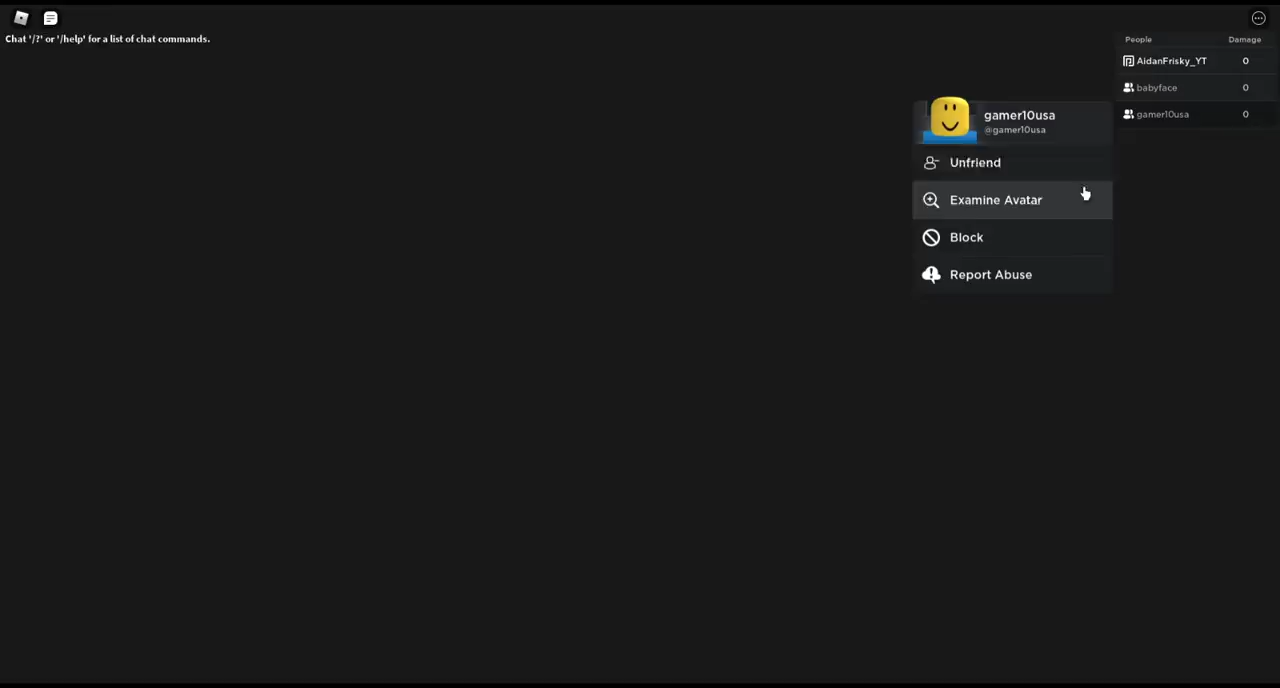 Chat '/?' or '/help' for a list of chat commands.
People Damage
AidanFrisky_YT 0
babyface 0
gamer10usa 0
gamer10usa
@gamer10usa
Unfriend
Examine Avatar
Block
Report Abuse